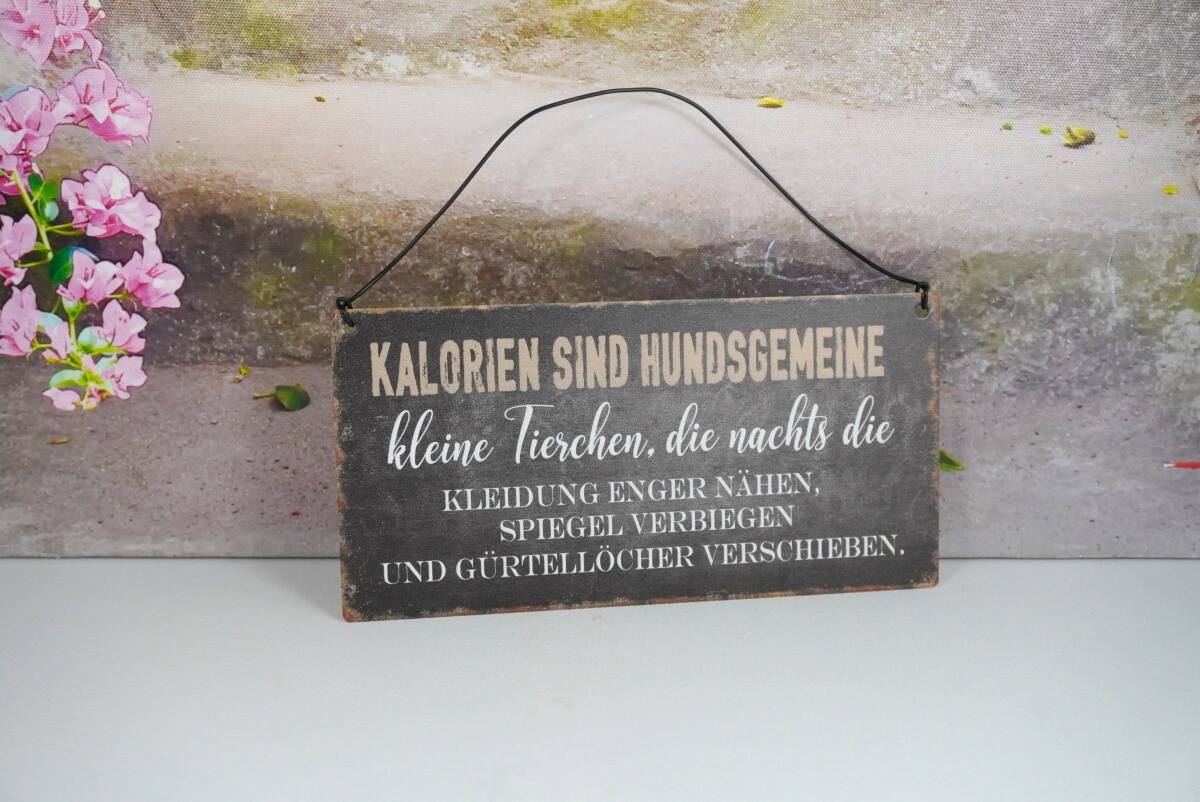 KALORIEN SIND HUNDSGEMEINE
kleine Tierchen, die nachts die
KLEIDUNG ENGER NÄHEN,
SPIEGEL VERBIEGEN
UND GÜRTELLÖCHER VERSCHIEBEN.